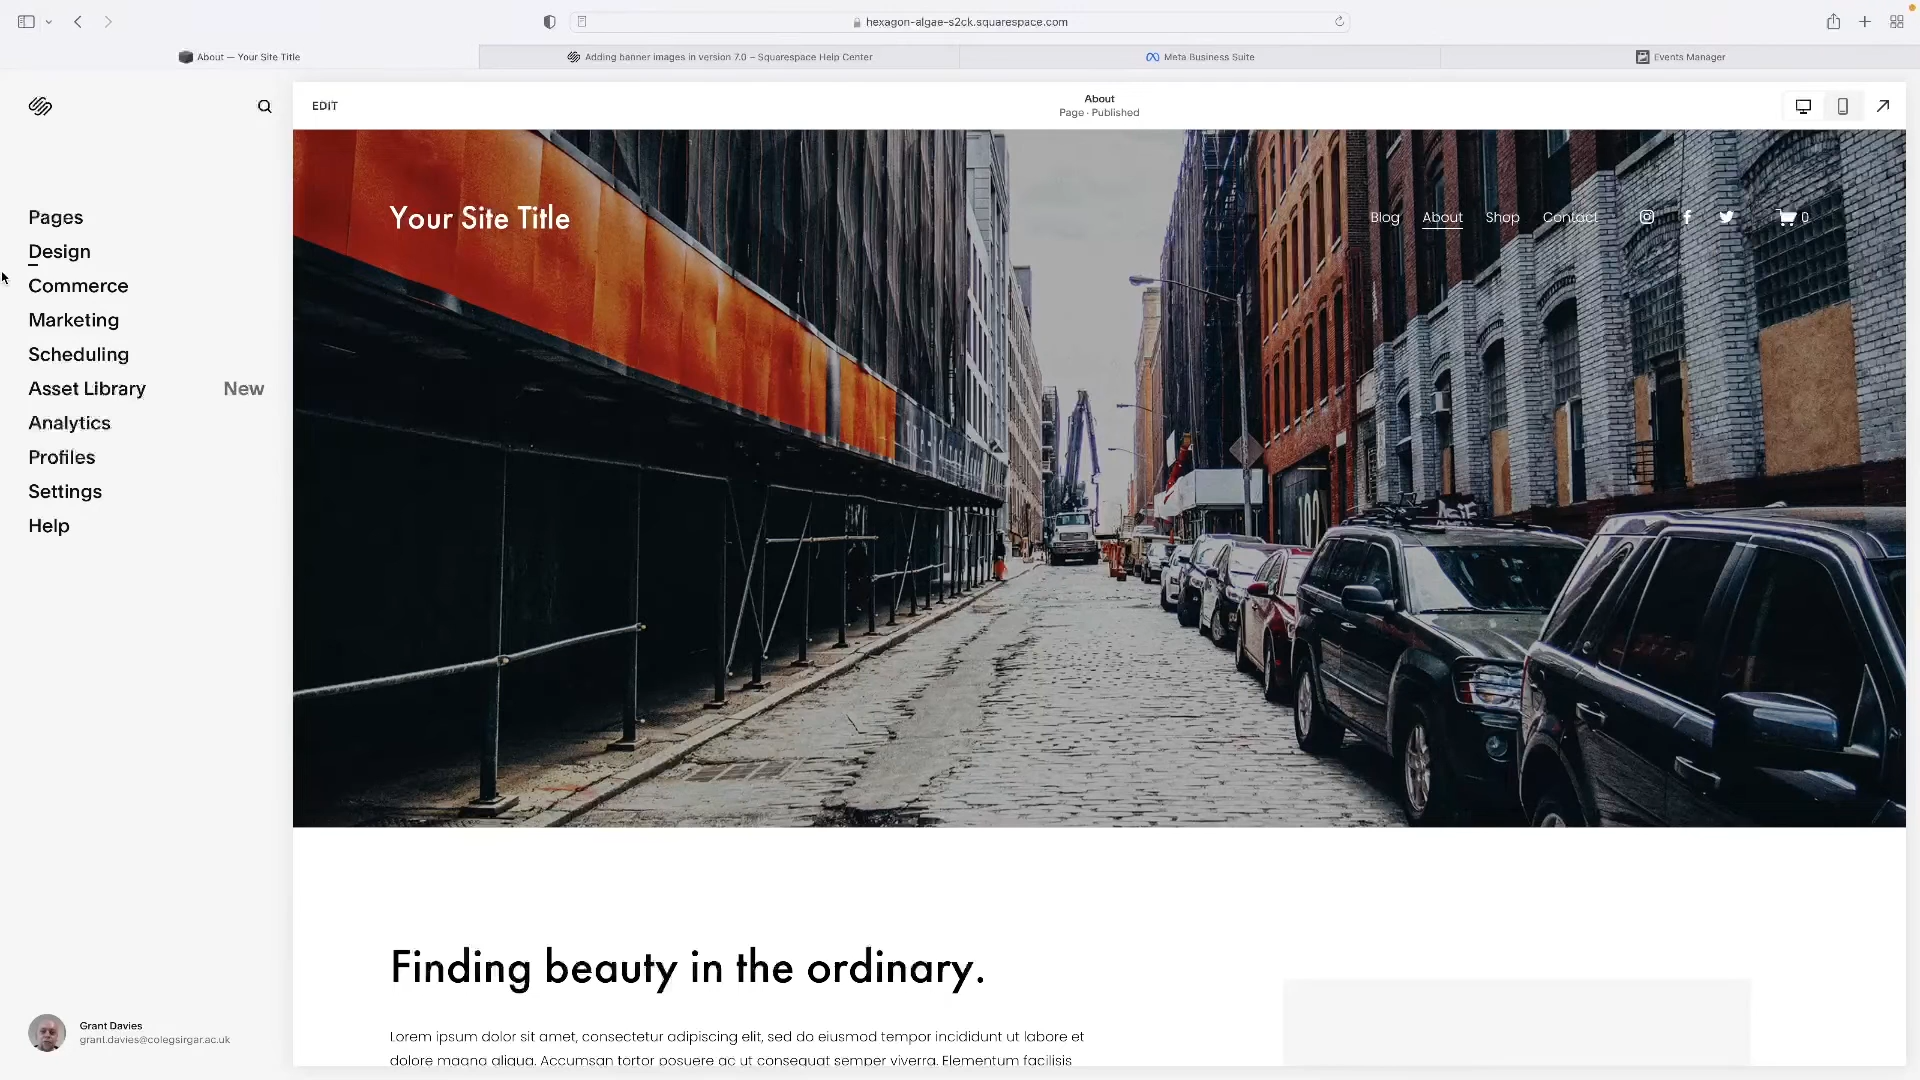 hexagon-algae-s2ck.squarespace.com
About — Your Site Title
Adding banner images in version 7.0 – Squarespace Help Center
Meta Business Suite
Events Manager
EDIT
About
Page · Published
Pages
Design
Commerce
Marketing
Scheduling
Asset Library New
Analytics
Profiles
Settings
Help
Grant Davies
grant.davies@colegsirgar.ac.uk
Your Site Title
Blog About Shop Contact 0
Finding beauty in the ordinary.
Lorem ipsum dolor sit amet, consectetur adipiscing elit, sed do eiusmod tempor incididunt ut labore et
dolore magna aliqua. Accumsan tortor posuere ac ut consequat semper viverra. Elementum facilisis